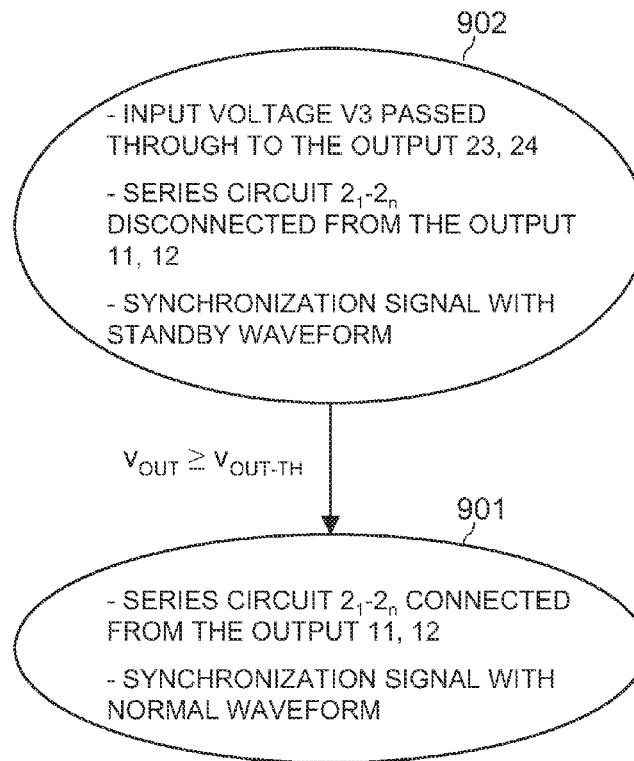 902
- INPUT VOLTAGE V3 PASSED
THROUGH TO THE OUTPUT 23, 24
- SERIES CIRCUIT 2₁-2ₙ
DISCONNECTED FROM THE OUTPUT
11, 12
- SYNCHRONIZATION SIGNAL WITH
STANDBY WAVEFORM
V_OUT ≧ V_OUT-TH
901
- SERIES CIRCUIT 2₁-2ₙ CONNECTED
FROM THE OUTPUT 11, 12
- SYNCHRONIZATION SIGNAL WITH
NORMAL WAVEFORM